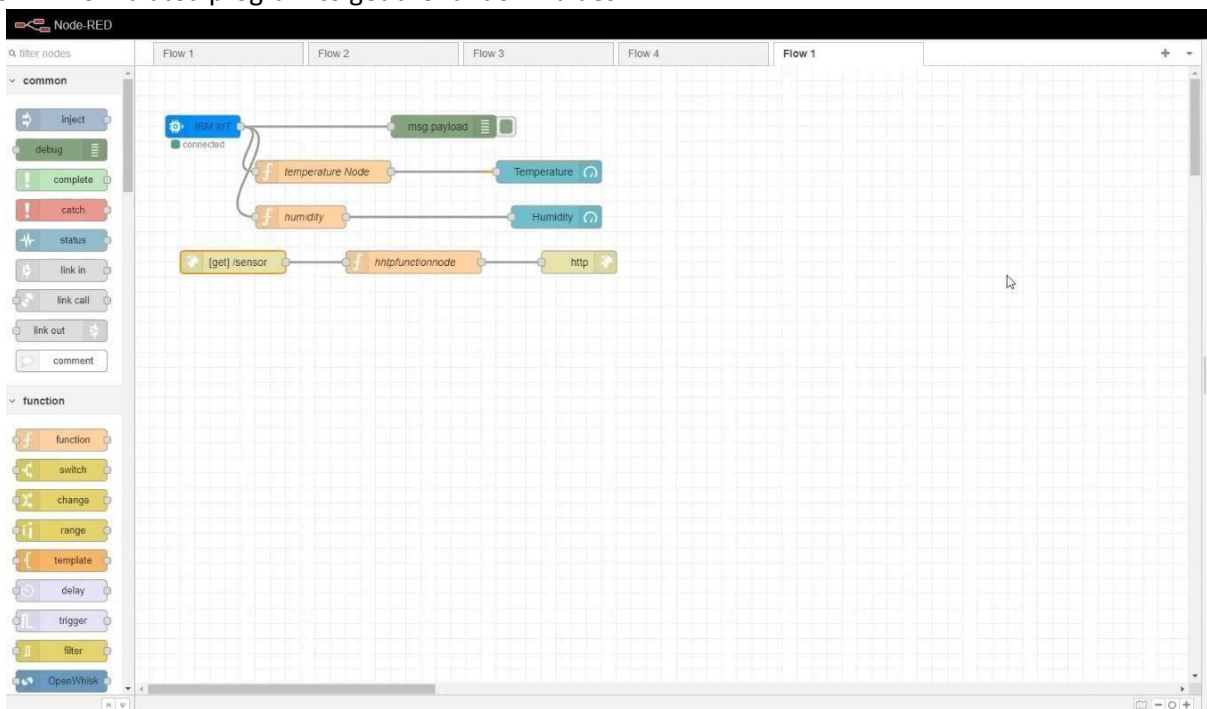 Node-RED
filter nodes
Flow 1
Flow 2
Flow 3
Flow 4
Flow 1
common
inject
debug
complete
catch
status
link in
link call
link out
comment
function
function
switch
change
range
template
delay
trigger
filter
OpenWhisk
IBM IoT
connected
msg.payload
temperature Node
Temperature
humidity
Humidity
[get] /sensor
hhtpfunctionnode
http